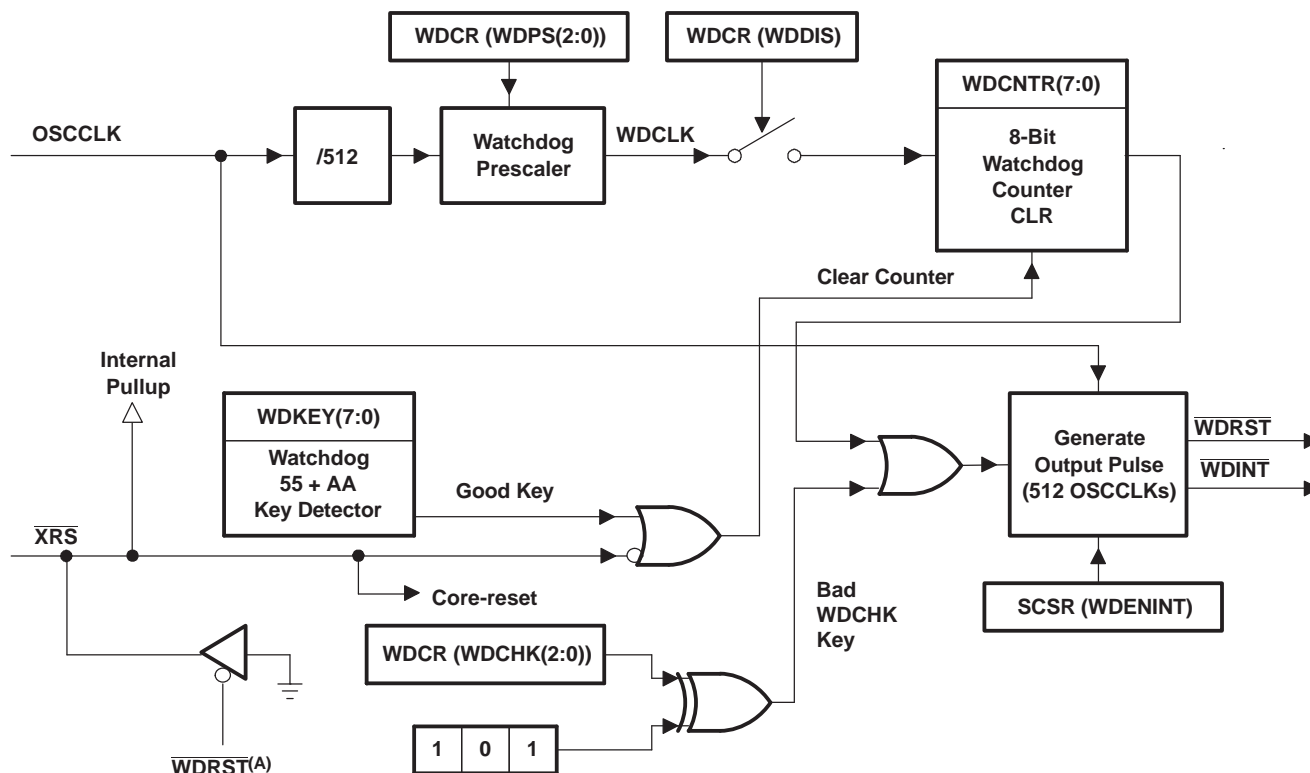 WDCR (WDPS(2:0))
WDCR (WDDIS)
WDCNTR(7:0)
OSCCLK
/512
Watchdog
Prescaler
WDCLK
8-Bit
Watchdog
Counter
CLR
Clear Counter
Internal
Pullup
WDKEY(7:0)
Watchdog
55 + AA
Key Detector
Good Key
Generate
Output Pulse
(512 OSCCLKs)
WDRST
WDINT
XRS
Core-reset
Bad
WDCHK
Key
SCSR (WDENINT)
WDCR (WDCHK(2:0))
1 0 1
WDRST(A)